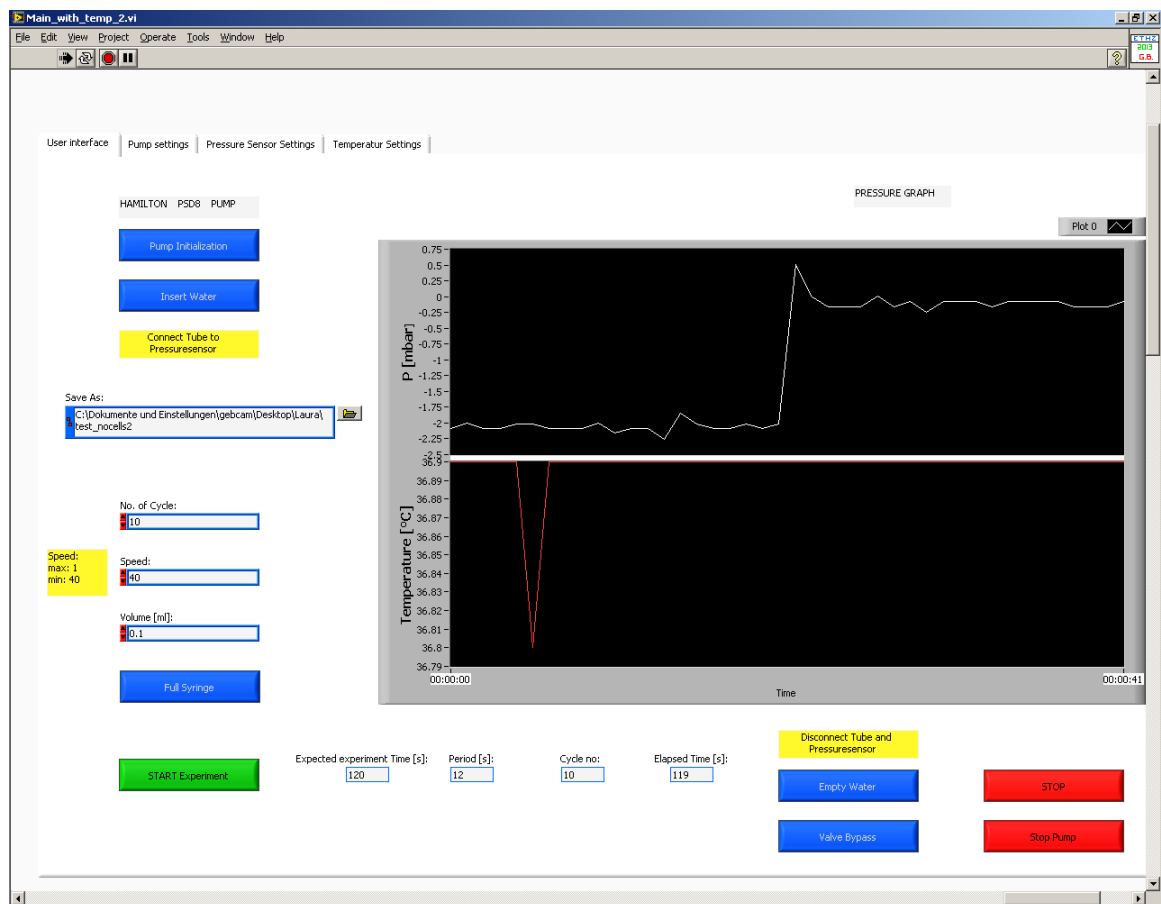 Main_with_temp_2.vi
File Edit View Project Operate Tools Window Help
ETHZ
2013
G.B.
User interface
Pump settings
Pressure Sensor Settings
Temperatur Settings
HAMILTON PSD8 PUMP
PRESSURE GRAPH
Pump Initialization
Plot 0
Insert Water
Connect Tube to
Pressuresensor
Save As:
C:\Dokumente und Einstellungen\gebcam\Desktop\Laura\
test_nocells2
No. of Cycle:
10
Speed:
max: 1
min: 40
Speed:
40
Volume [ml]:
0.1
Full Syringe
P [mbar]
0.75
0.5
0.25
0
-0.25
-0.5
-0.75
-1
-1.25
-1.5
-1.75
-2
-2.25
-2.5
Temperature [°C]
36.9
36.89
36.88
36.87
36.86
36.85
36.84
36.83
36.82
36.81
36.8
36.79
00:00:00
00:00:41
Time
START Experiment
Expected experiment Time [s]:
120
Period [s]:
12
Cycle no:
10
Elapsed Time [s]:
119
Disconnect Tube and
Pressuresensor
Empty Water
STOP
Valve Bypass
Stop Pump